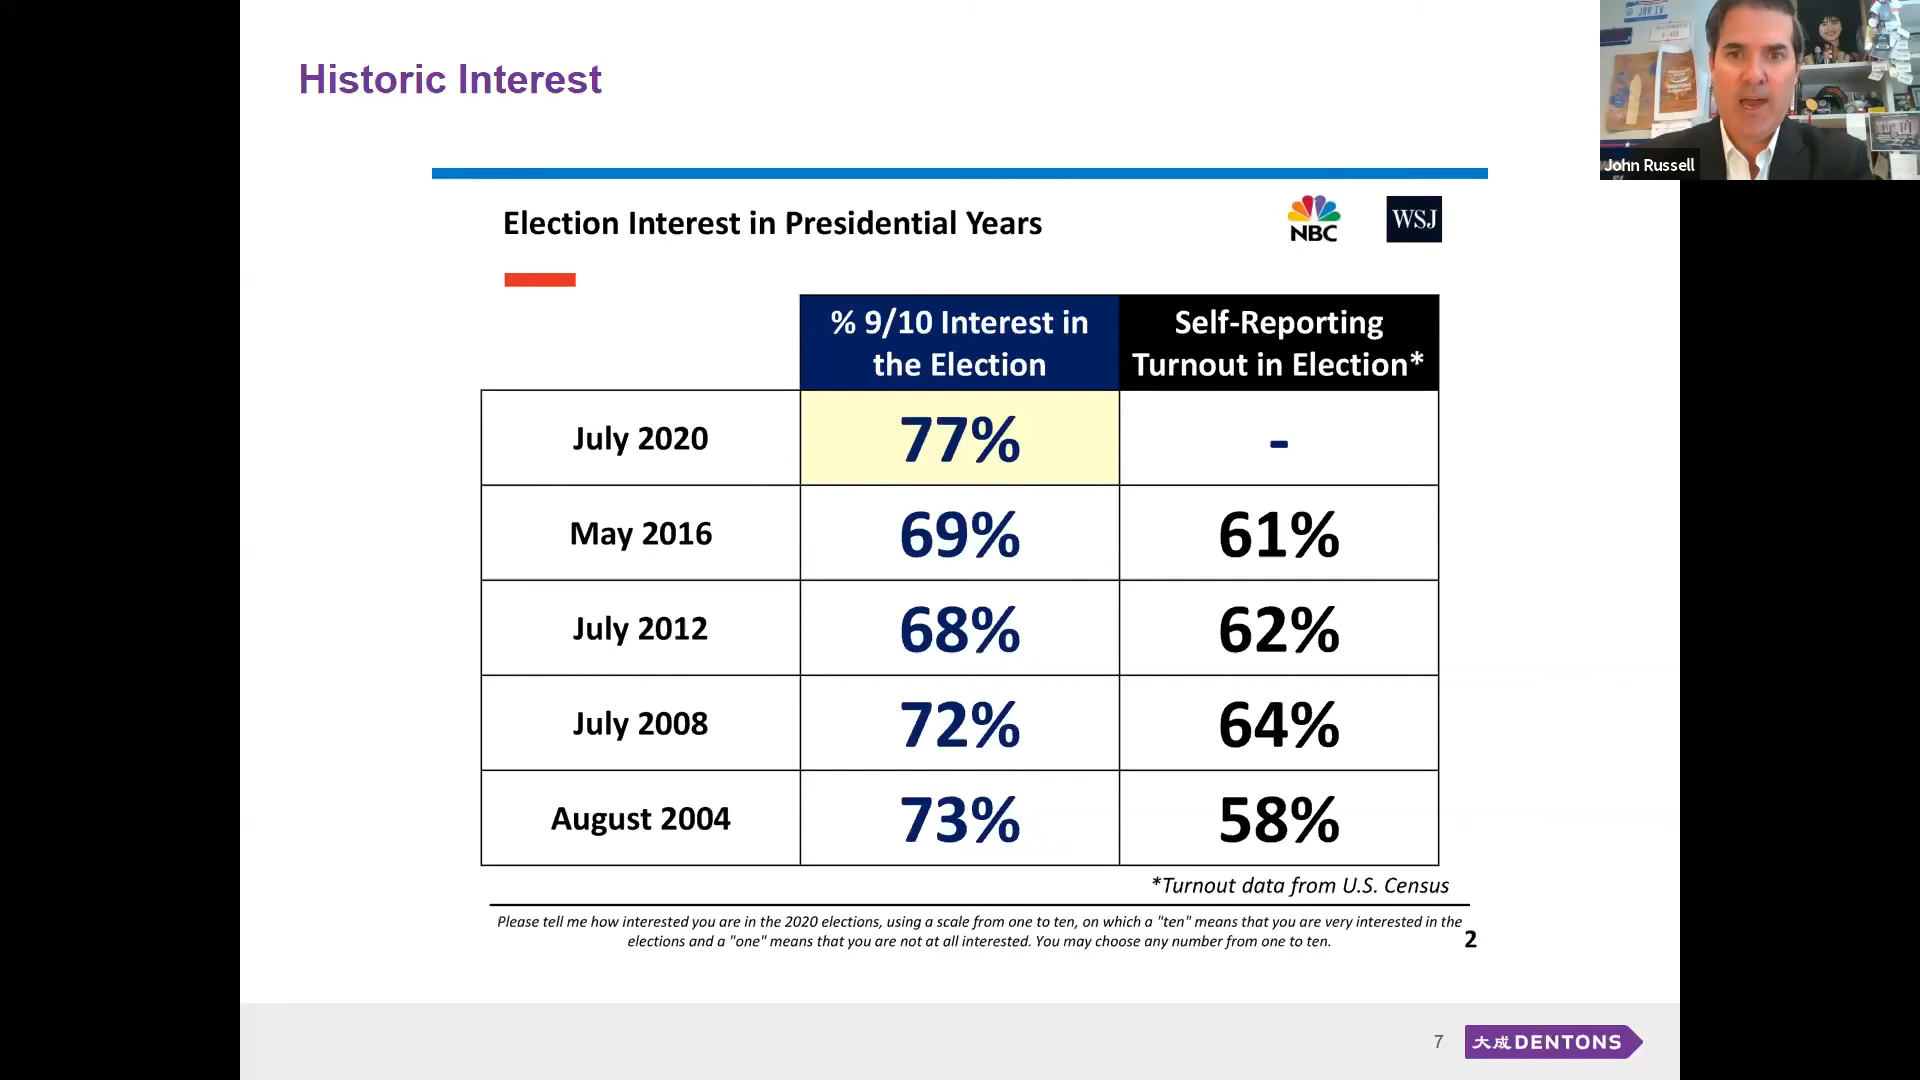 Historic Interest
JRR IV
John Russell
Election Interest in Presidential Years
NBC
WSJ
% 9/10 Interest in
the Election
Self-Reporting
Turnout in Election*
July 2020
77%
-
May 2016
69%
61%
July 2012
68%
62%
July 2008
72%
64%
August 2004
73%
58%
*Turnout data from U.S. Census
Please tell me how interested you are in the 2020 elections, using a scale from one to ten, on which a "ten" means that you are very interested in the
elections and a "one" means that you are not at all interested. You may choose any number from one to ten.
2
7
大成 DENTONS